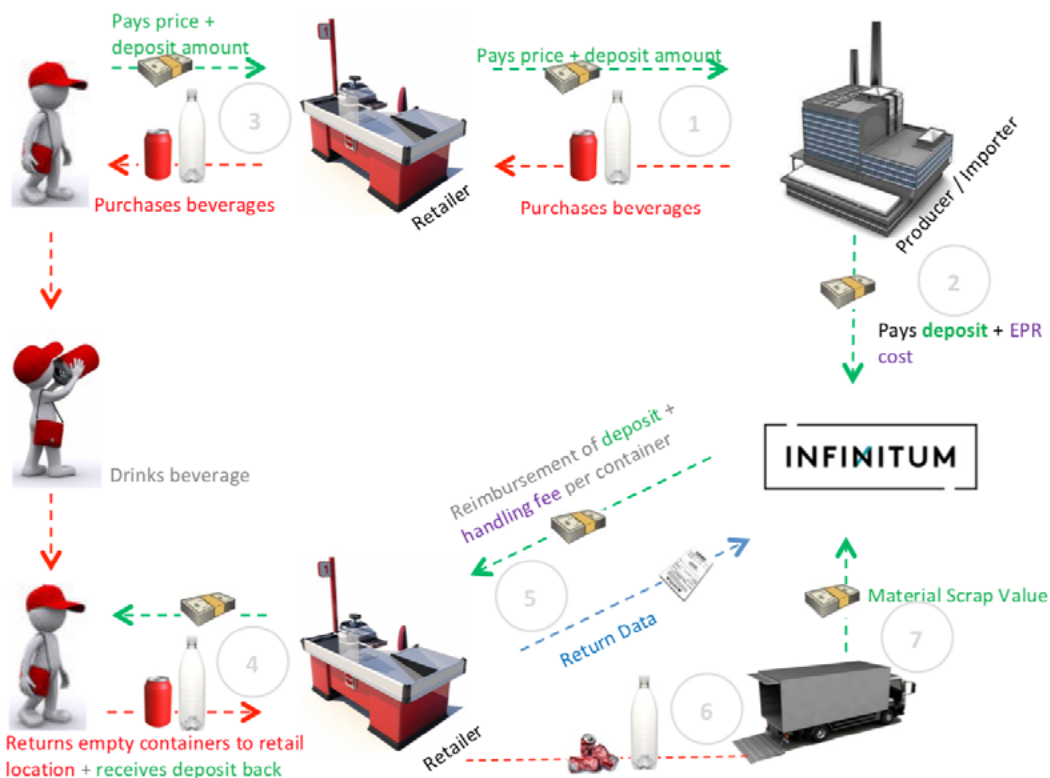 Pays price +
deposit amount
3
Purchases beverages
1
Retailer
Pays price + deposit amount
1
Purchases beverages
Producer / Importer
2
Pays deposit + EPR
cost
INFINITUM
Drinks beverage
Reimbursement of deposit +
handling fee per container
5
Return Data
4
Returns empty containers to retail
location + receives deposit back
1
Retailer
6
7
Material Scrap Value